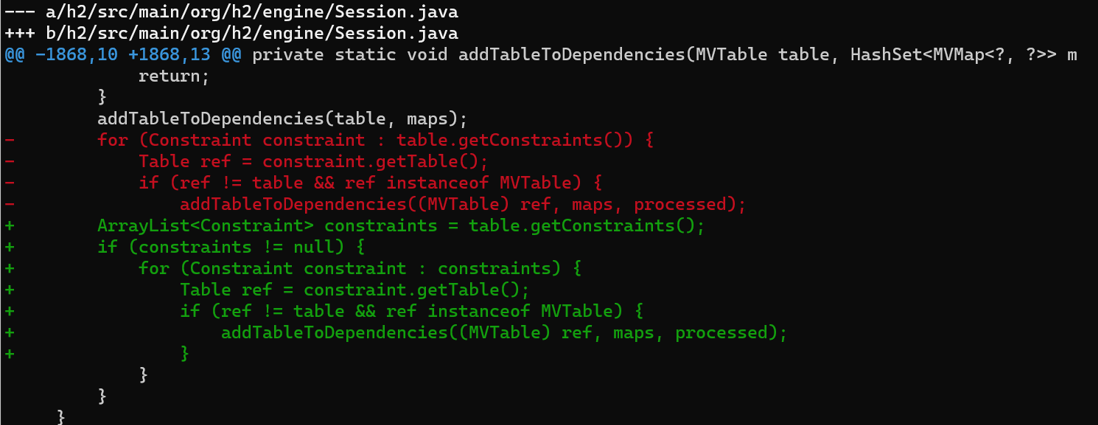 --- a/h2/src/main/org/h2/engine/Session.java
+++ b/h2/src/main/org/h2/engine/Session.java
@@ -1868,10 +1868,13 @@ private static void addTableToDependencies(MVTable table, HashSet<MVMap<?, ?>> m
                 return;
             }
             addTableToDependencies(table, maps);
-            for (Constraint constraint : table.getConstraints()) {
-                Table ref = constraint.getTable();
-                if (ref != table && ref instanceof MVTable) {
-                    addTableToDependencies((MVTable) ref, maps, processed);
+            ArrayList<Constraint> constraints = table.getConstraints();
+            if (constraints != null) {
+                for (Constraint constraint : constraints) {
+                    Table ref = constraint.getTable();
+                    if (ref != table && ref instanceof MVTable) {
+                        addTableToDependencies((MVTable) ref, maps, processed);
+                    }
                 }
             }
         }